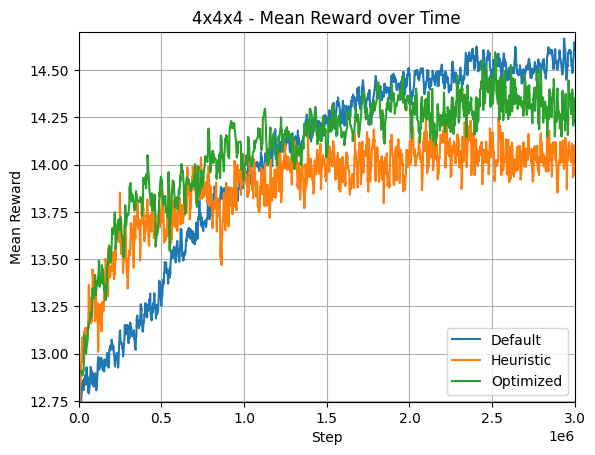 4x4x4 - Mean Reward over Time
Mean Reward
14.50
14.25
14.00
13.75
13.50
13.25
13.00
12.75
0.0 0.5 1.0 1.5 2.0 2.5 3.0
1e6
Step
Default
Heuristic
Optimized